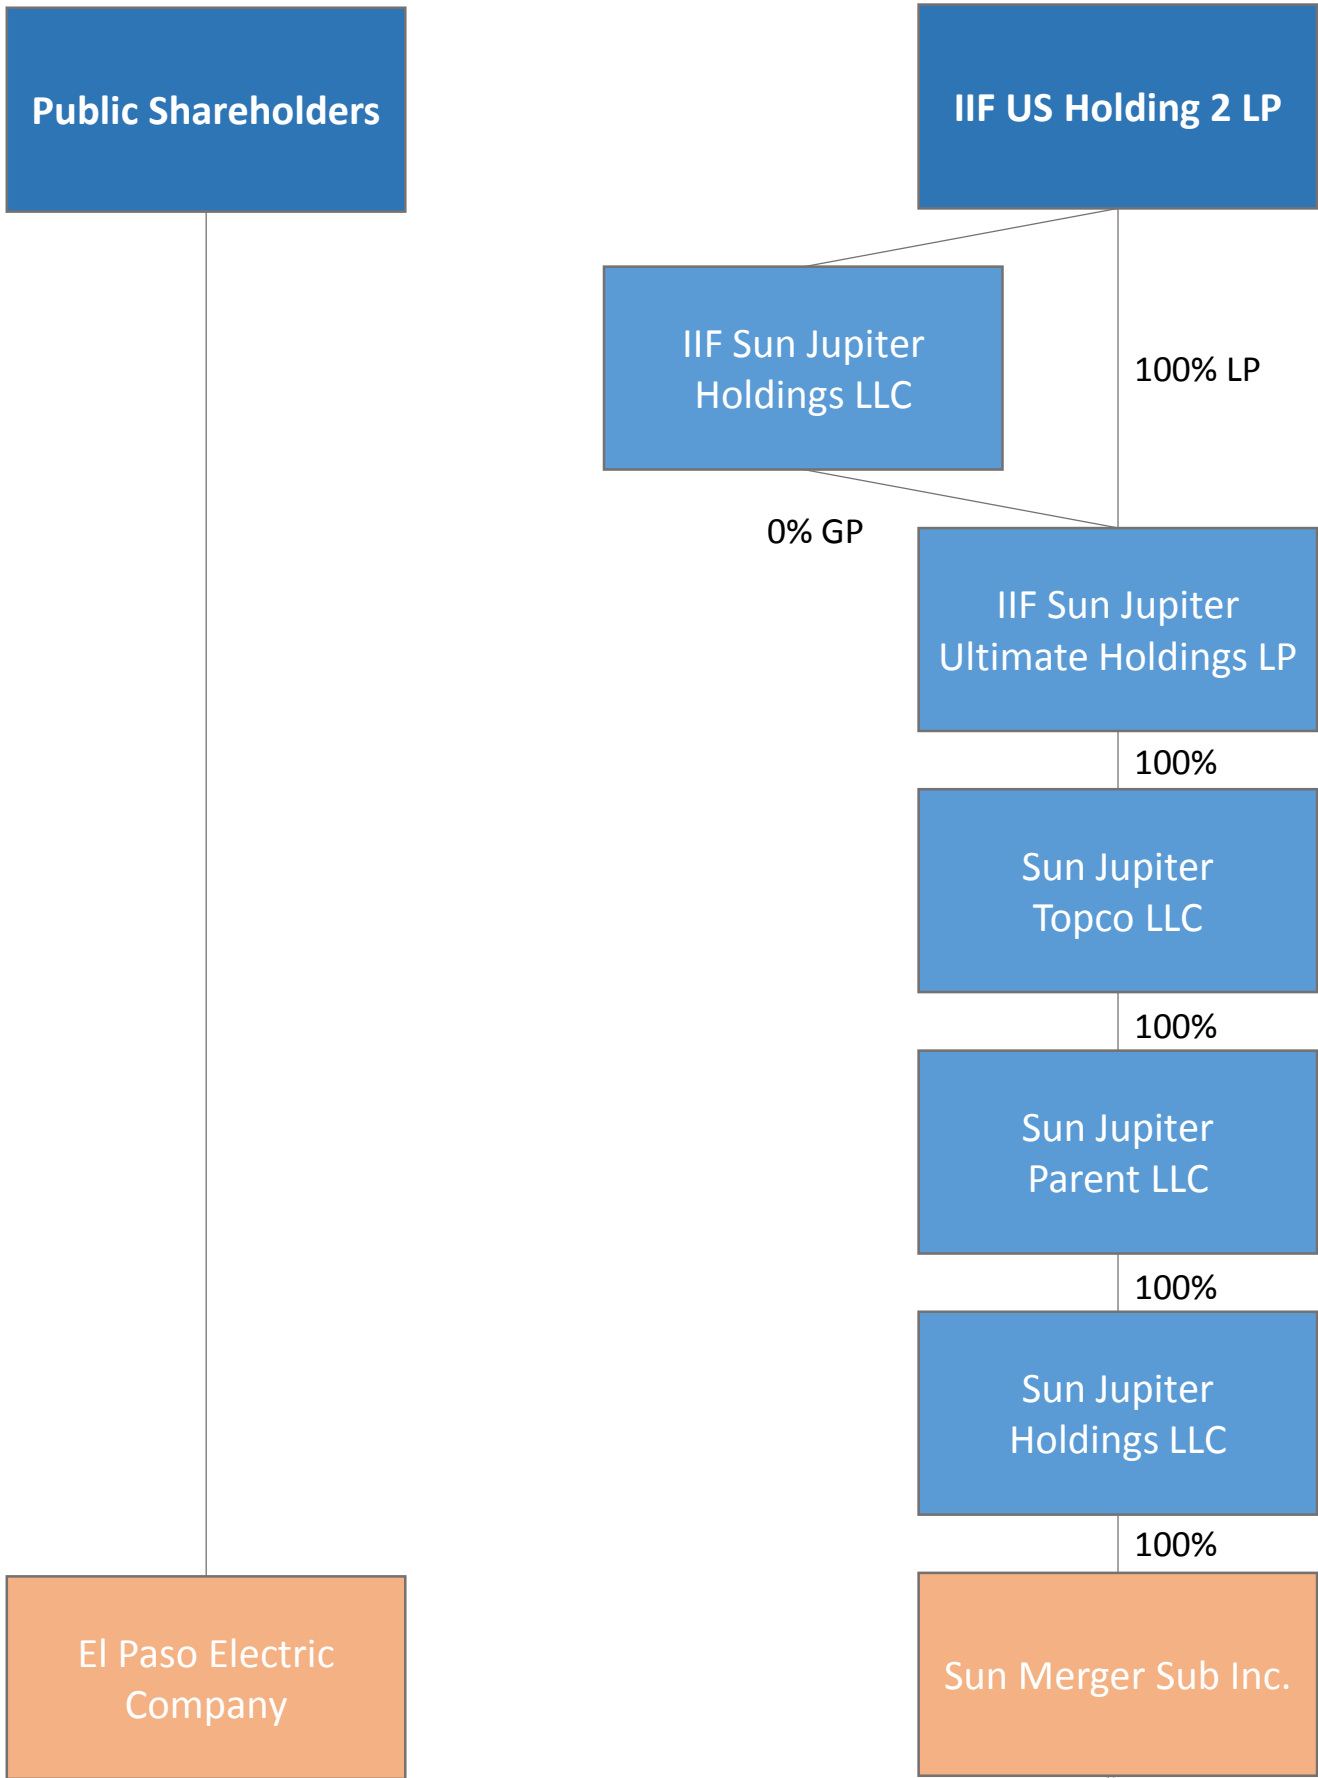 Public Shareholders
IIF US Holding 2 LP
IIF Sun Jupiter
Holdings LLC
100% LP
0% GP
IIF Sun Jupiter
Ultimate Holdings LP
100%
Sun Jupiter
Topco LLC
100%
Sun Jupiter
Parent LLC
100%
Sun Jupiter
Holdings LLC
100%
El Paso Electric
Company
Sun Merger Sub Inc.